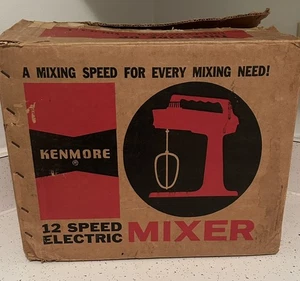 A MIXING SPEED FOR EVERY MIXING NEED!
KENMORE
®
12 SPEED
ELECTRIC MIXER